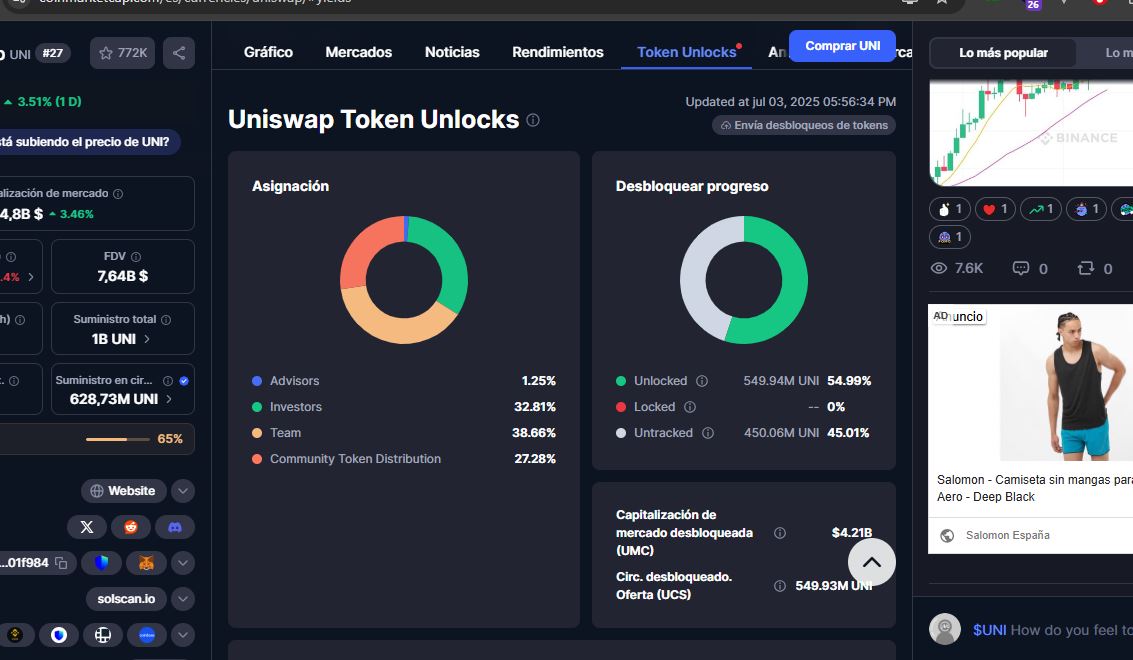 26
UNI #27
772K
3.51% (1 D)
stá subiendo el precio de UNI?
alización de mercado
4,8B $ 3.46%
.4%
FDV
7,64B $
h)
Suministro total
1B UNI
Suministro en cir...
628,73M UNI
65%
Website
...01f984
solscan.io
Gráfico
Mercados
Noticias
Rendimientos
Token Unlocks
An
Comprar UNI
rca
Uniswap Token Unlocks
Updated at jul 03, 2025 05:56:34 PM
Envía desbloqueos de tokens
Asignación
Advisors 1.25%
Investors 32.81%
Team 38.66%
Community Token Distribution 27.28%
Desbloquear progreso
Unlocked 549.94M UNI 54.99%
Locked -- 0%
Untracked 450.06M UNI 45.01%
Capitalización de
mercado desbloqueada
(UMC)
$4.21B
Circ. desbloqueado.
Oferta (UCS)
549.93M UNI
Lo más popular
Lo m
BINANCE
1
1
1
1
1
7.6K
0
0
AD
Anuncio
Salomon - Camiseta sin mangas para
Aero - Deep Black
Salomon España
$UNI How do you feel to